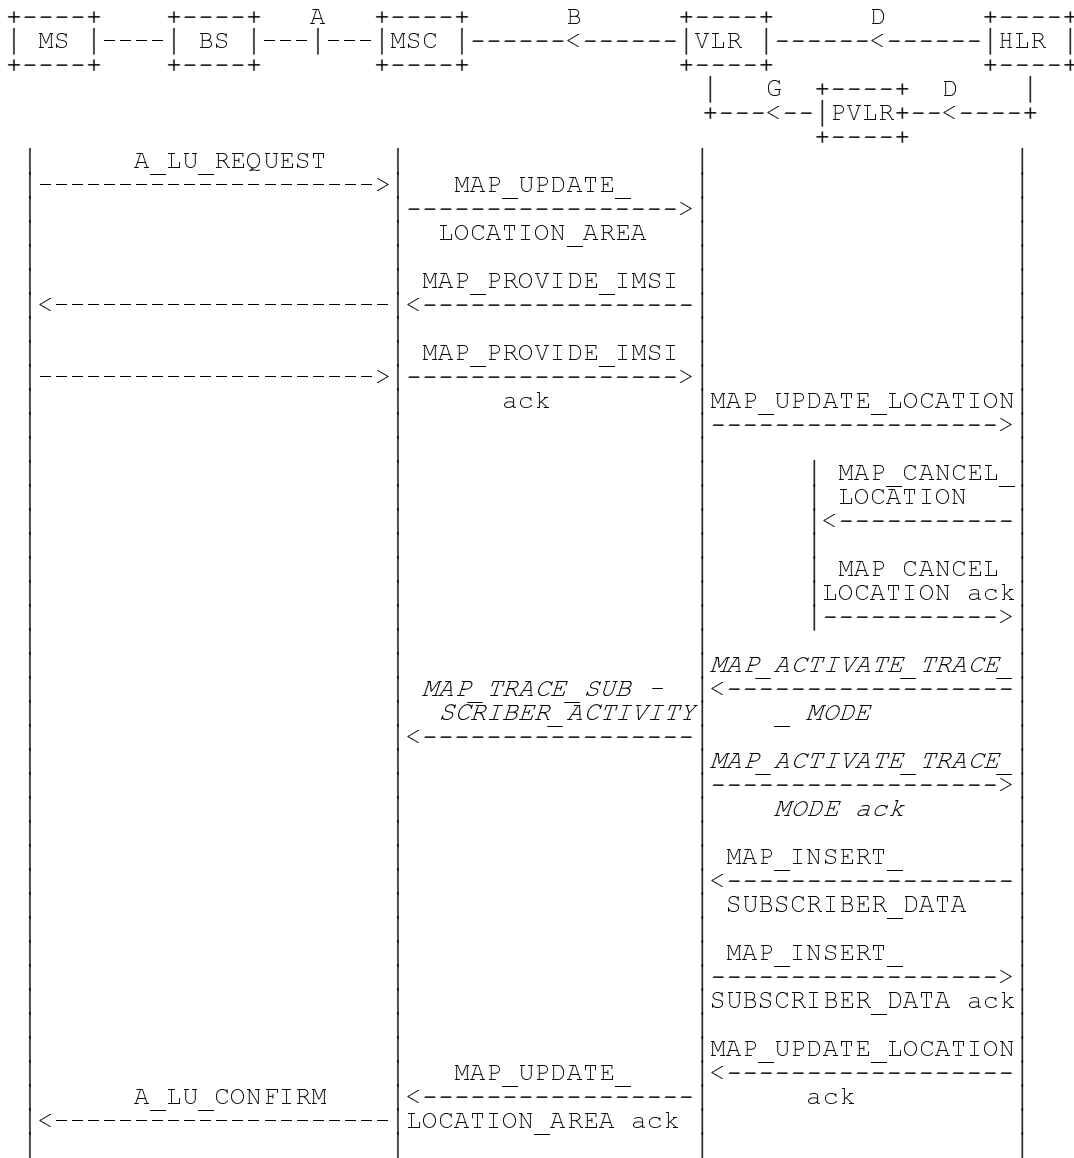 A B D
MS BS MSC VLR HLR
G D
PVLR
A_LU_REQUEST
MAP_UPDATE_
LOCATION_AREA
MAP_PROVIDE_IMSI
MAP_PROVIDE_IMSI
ack MAP_UPDATE_LOCATION
MAP_CANCEL_
LOCATION
MAP CANCEL
LOCATION ack
MAP_ACTIVATE_TRACE_
MAP_TRACE_SUB -
SCRIBER_ACTIVITY _ MODE
MAP_ACTIVATE_TRACE_
MODE ack
MAP_INSERT_
SUBSCRIBER_DATA
MAP_INSERT_
SUBSCRIBER_DATA ack
MAP_UPDATE_LOCATION
MAP_UPDATE_
A_LU_CONFIRM ack
LOCATION_AREA ack